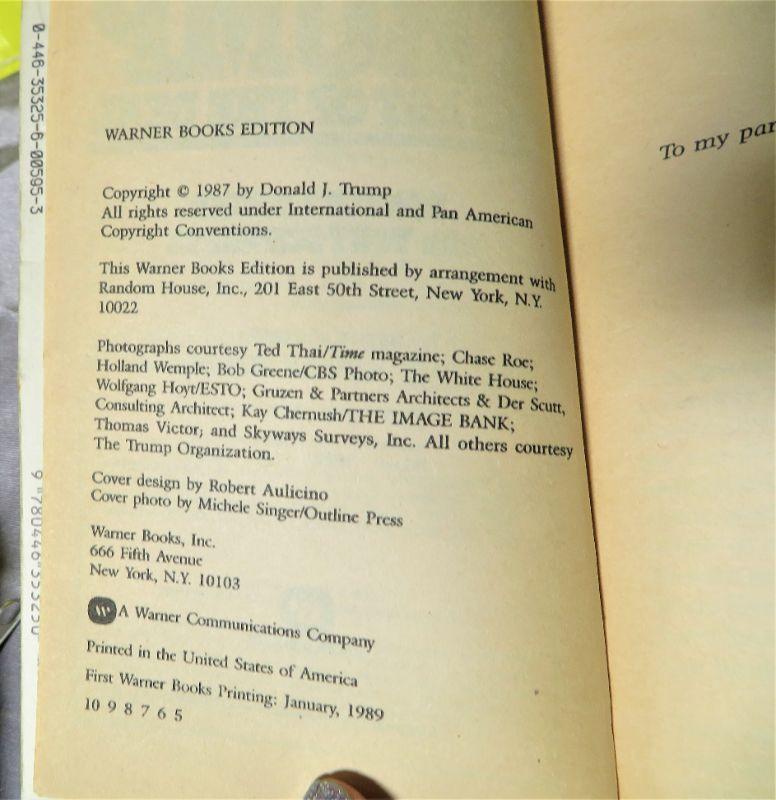 0-446-35325-6-00595-3
WARNER BOOKS EDITION
Copyright © 1987 by Donald J. Trump
All rights reserved under International and Pan American
Copyright Conventions.
This Warner Books Edition is published by arrangement with
Random House, Inc., 201 East 50th Street, New York, N.Y.
10022
Photographs courtesy Ted Thai/Time magazine; Chase Roe;
Holland Wemple; Bob Greene/CBS Photo; The White House;
Wolfgang Hoyt/ESTO; Gruzen & Partners Architects & Der Scutt,
Consulting Architect; Kay Chernush/THE IMAGE BANK;
Thomas Victor; and Skyways Surveys, Inc. All others courtesy
The Trump Organization.
Cover design by Robert Aulicino
Cover photo by Michele Singer/Outline Press
Warner Books, Inc.
666 Fifth Avenue
New York, N.Y. 10103
A Warner Communications Company
Printed in the United States of America
First Warner Books Printing: January, 1989
10 9 8 7 6 5
9 780446 353250
To my par